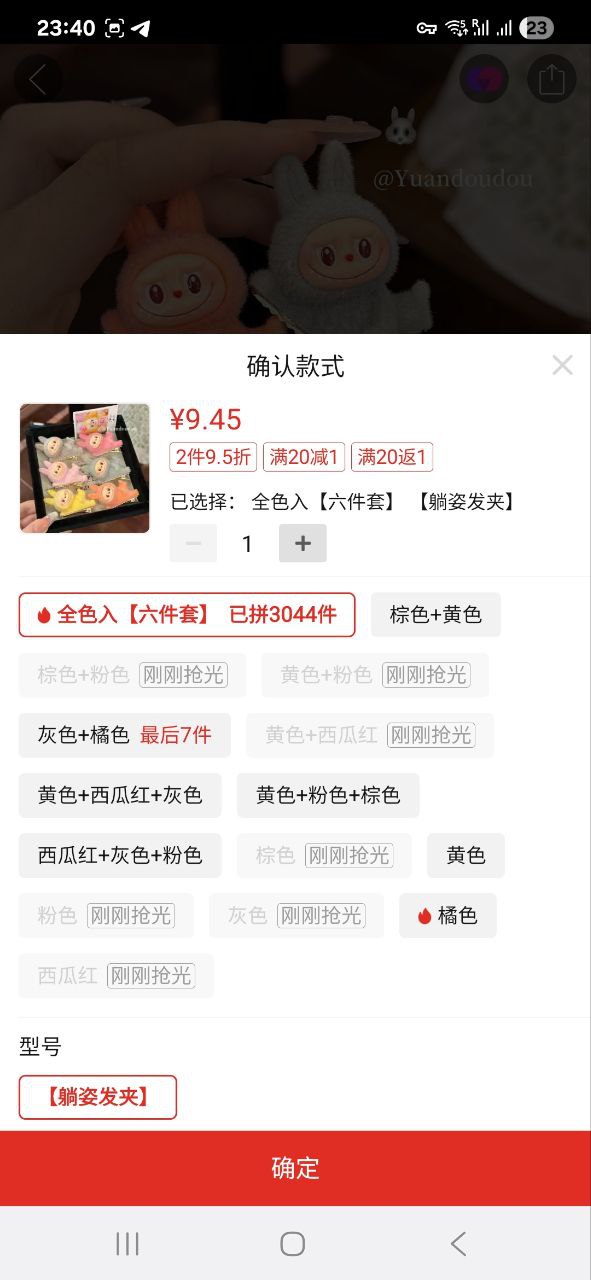 23:40 23
@Yuandoudou
确认款式
¥9.45
2件9.5折 满20减1 满20返1
已选择： 全色入【六件套】 【躺姿发夹】
1
全色入【六件套】 已拼3044件 棕色+黄色
棕色+粉色 刚刚抢光 黄色+粉色 刚刚抢光
灰色+橘色 最后7件 黄色+西瓜红 刚刚抢光
黄色+西瓜红+灰色 黄色+粉色+棕色
西瓜红+灰色+粉色 棕色 刚刚抢光 黄色
粉色 刚刚抢光 灰色 刚刚抢光 橘色
西瓜红 刚刚抢光
型号
【躺姿发夹】
确定